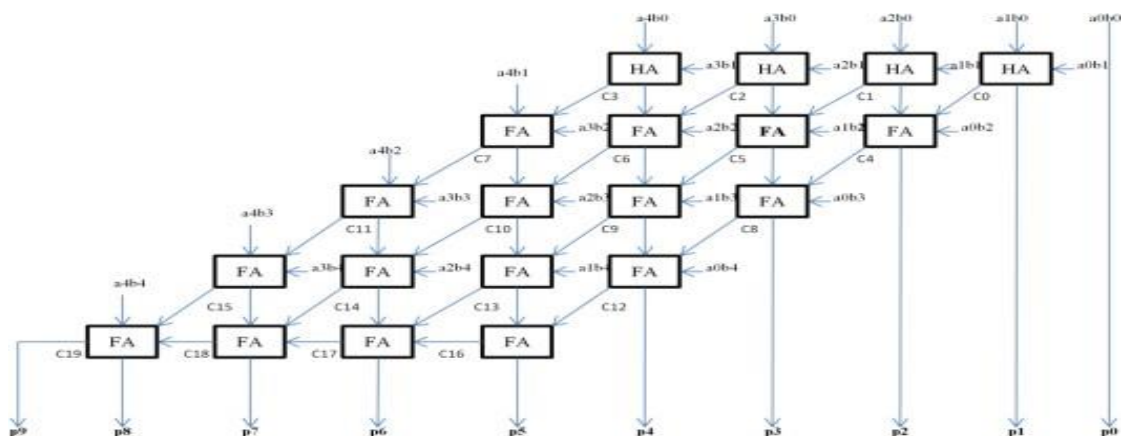 a4b0 a3b0 a2b0 a1b0 a0b0
a4b1 HA a3b1 HA a2b1 HA a1b1 HA a0b1
C3 C2 C1 C0
FA a3b2 FA a2b2 FA a1b2 FA a0b2
a4b2 C7 C6 C5 C4
FA a3b3 FA a2b3 FA a1b3 FA a0b3
a4b3 C11 C10 C9 C8
FA a3b4 FA a2b4 FA a1b4 FA a0b4
a4b4 C15 C14 C13 C12
FA FA FA FA
C19 C18 C17 C16
p9 p8 p7 p6 p5 p4 p3 p2 p1 p0